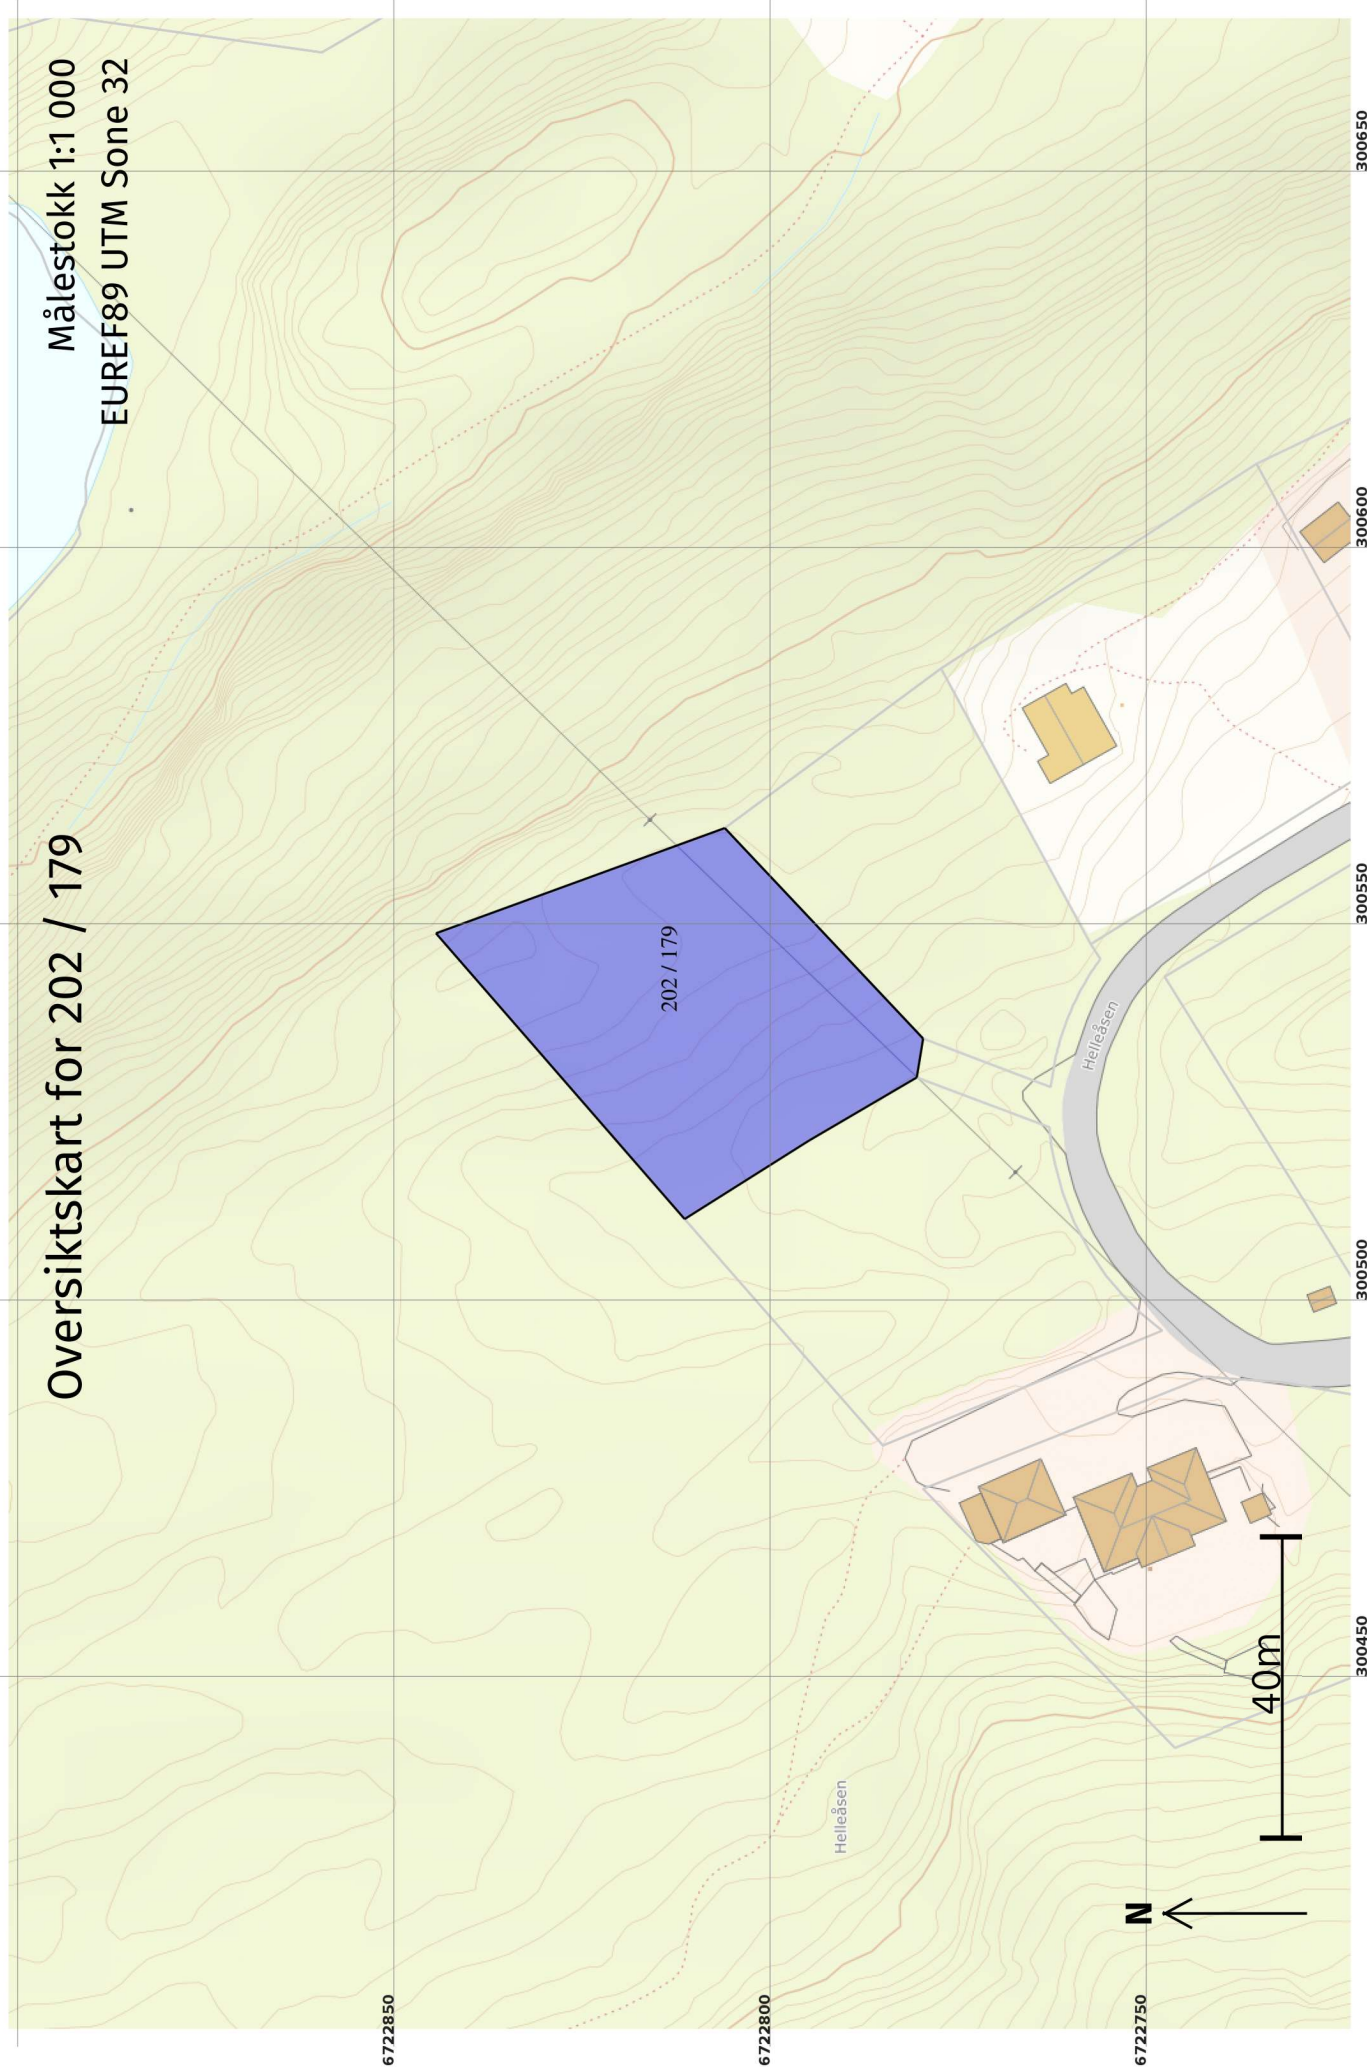 Oversiktskart for 202 / 179
Målestokk 1:1 000
EUREF89 UTM Sone 32
202 / 179
Helleåsen
Helleåsen
6722850
6722800
6722750
N
40m
300450
300500
300550
300600
300650